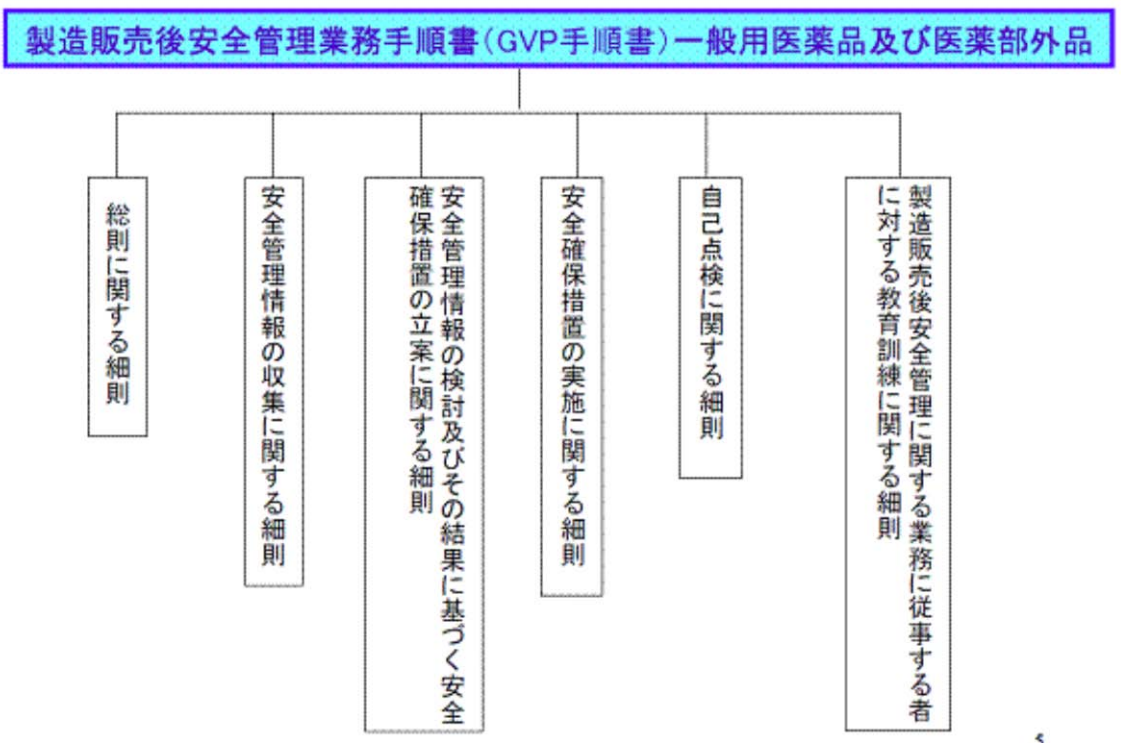 製造販売後安全管理業務手順書(GVP手順書)一般用医薬品及び医薬部外品
総則に関する細則
安全管理情報の収集に関する細則
安全管理情報の検討及びその結果に基づく安全
確保措置の立案に関する細則
安全確保措置の実施に関する細則
自己点検に関する細則
製造販売後安全管理に関する業務に従事する者
に対する教育訓練に関する細則
5